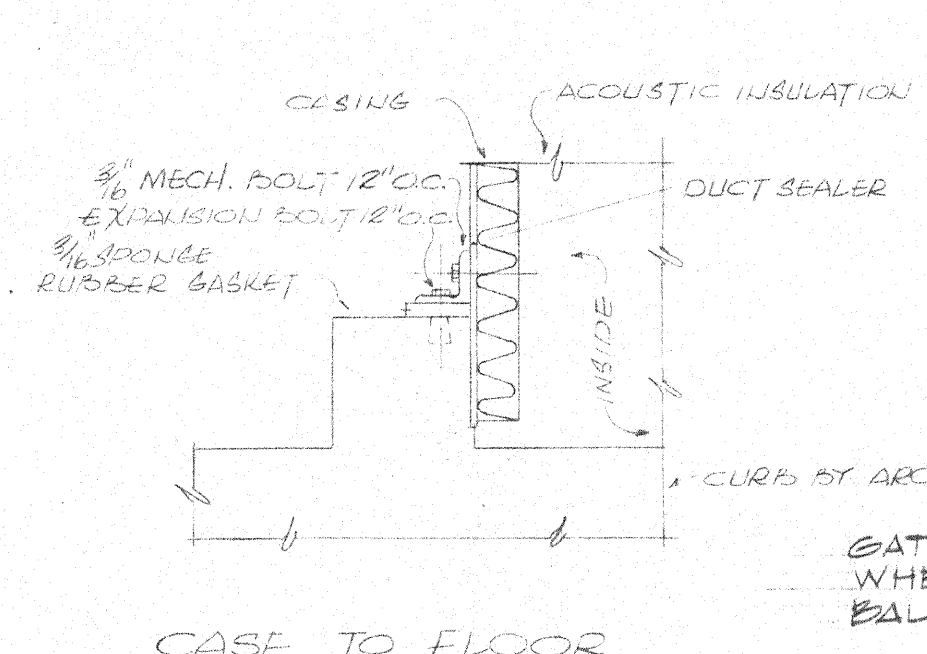 CASING
ACOUSTIC INSULATION
3/16" MECH. BOLT 12" O.C.
EXPANSION BOLT 12" O.C.
3/16" SPONGE
RUBBER GASKET
DUCT SEALER
INSIDE
CURB BY ARC
GAT
WHE
BAL
CASE TO FLOOR